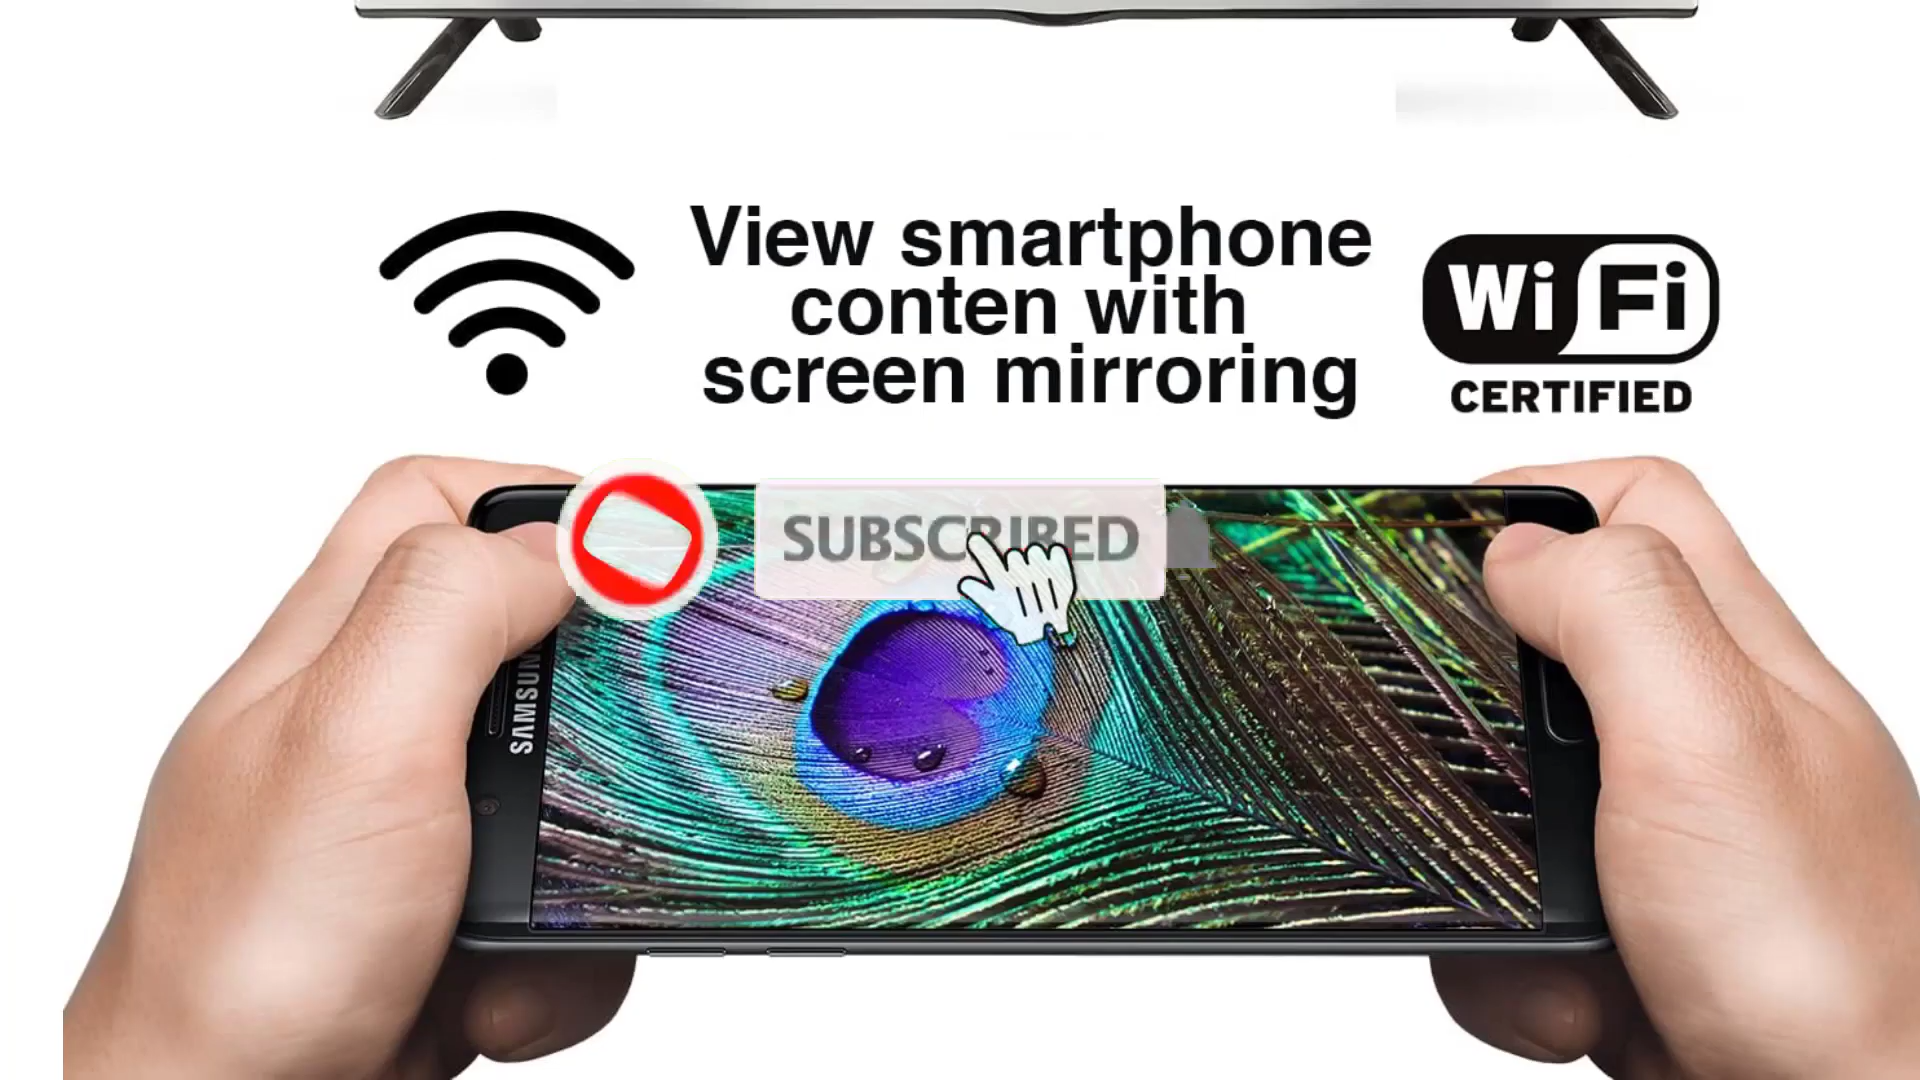 View smartphone
conten with
screen mirroring
Wi Fi
CERTIFIED
SUBSCRIBED
SAMSUNG